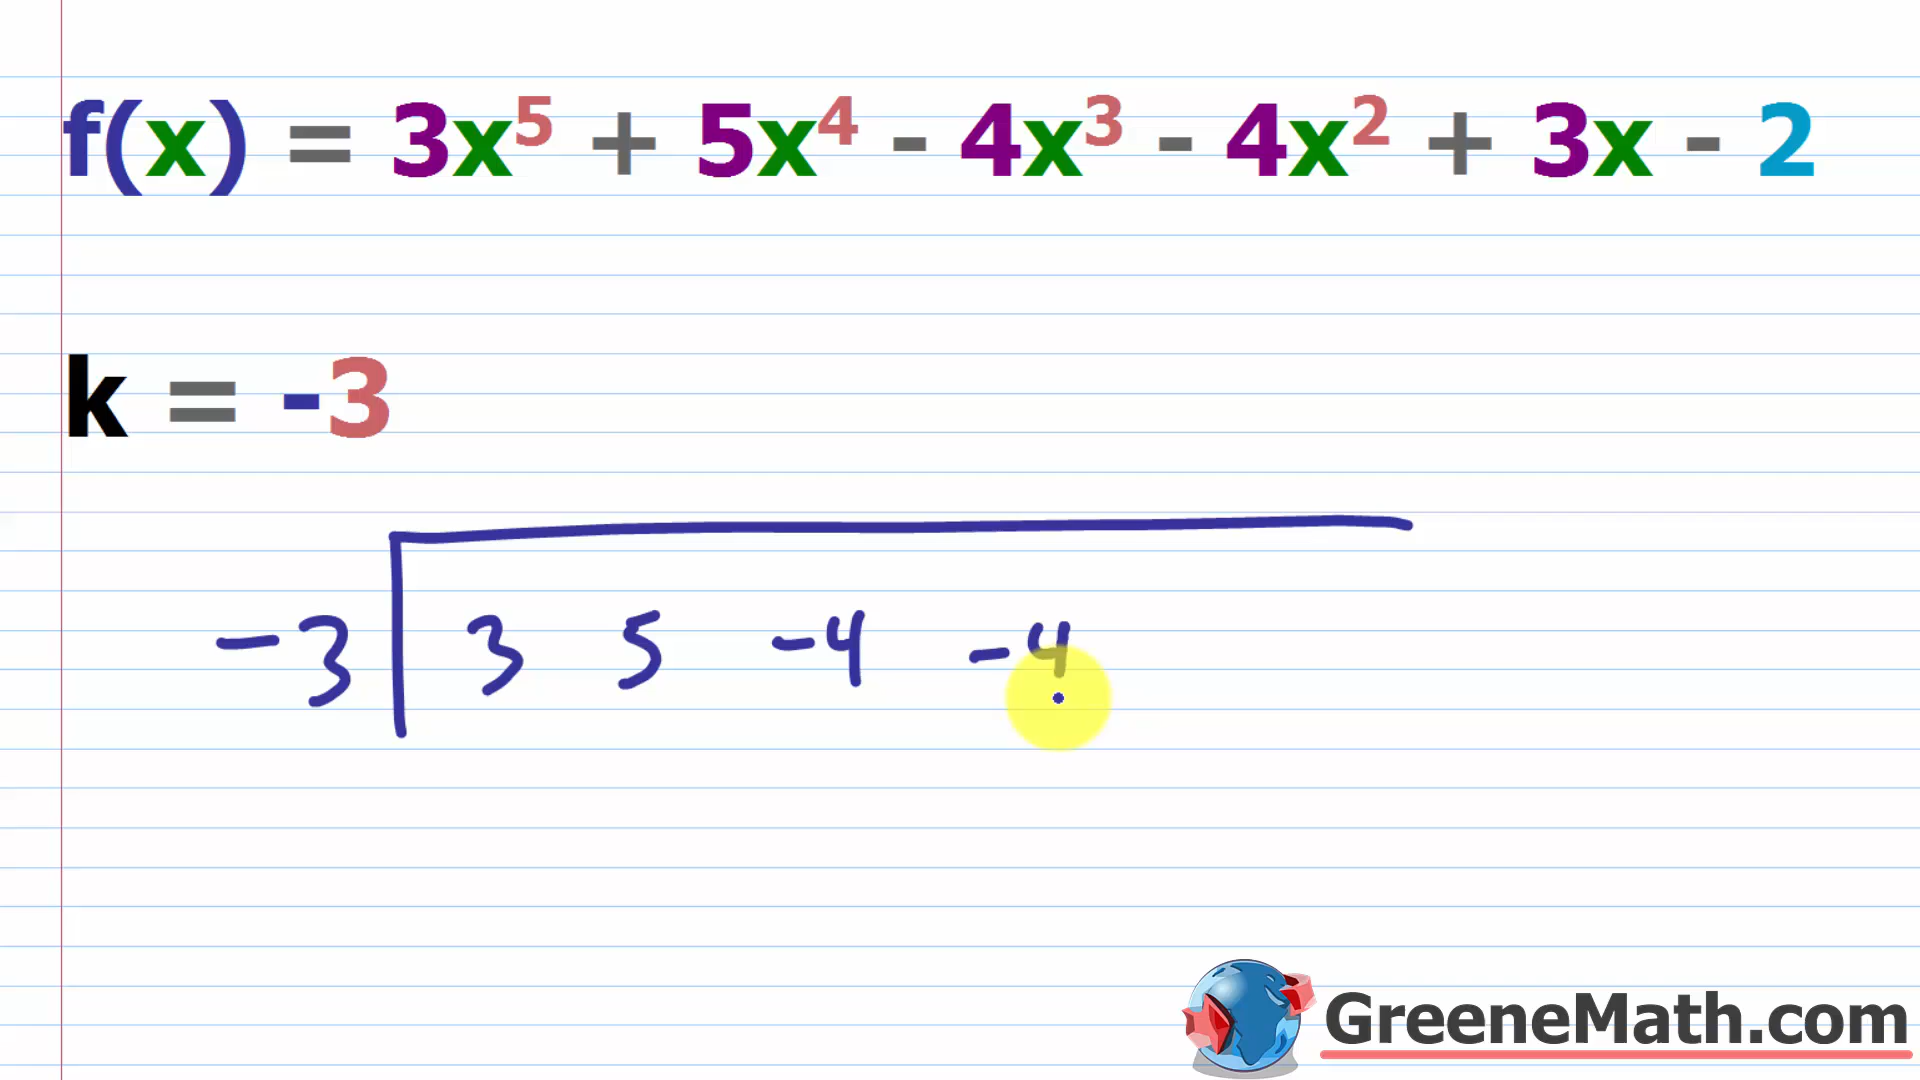 f(x) = 3x⁵ + 5x⁴ - 4x³ - 4x² + 3x - 2
k = -3
-3 3 5 -4 -4
GreeneMath.com